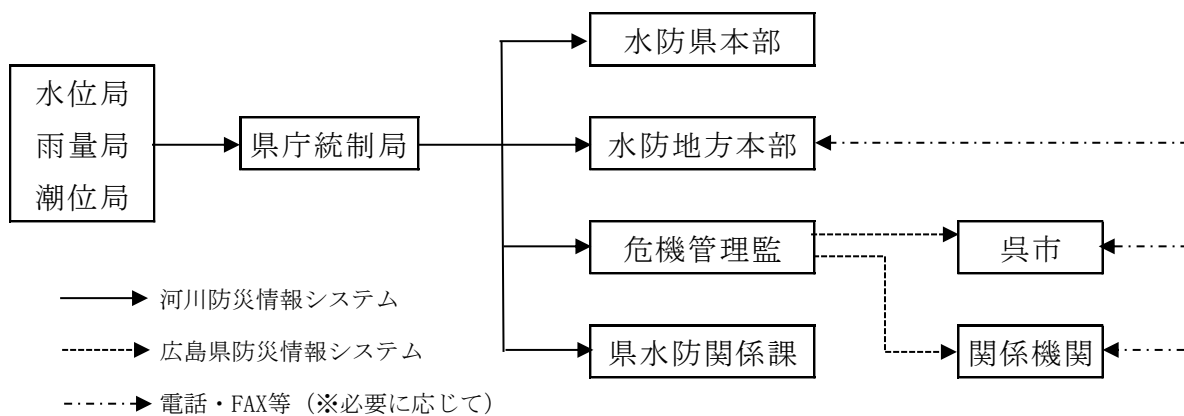 水位局
雨量局
潮位局
県庁統制局
水防県本部
水防地方本部
危機管理監
県水防関係課
呉市
関係機関
河川防災情報システム
広島県防災情報システム
電話・FAX等（※必要に応じて）